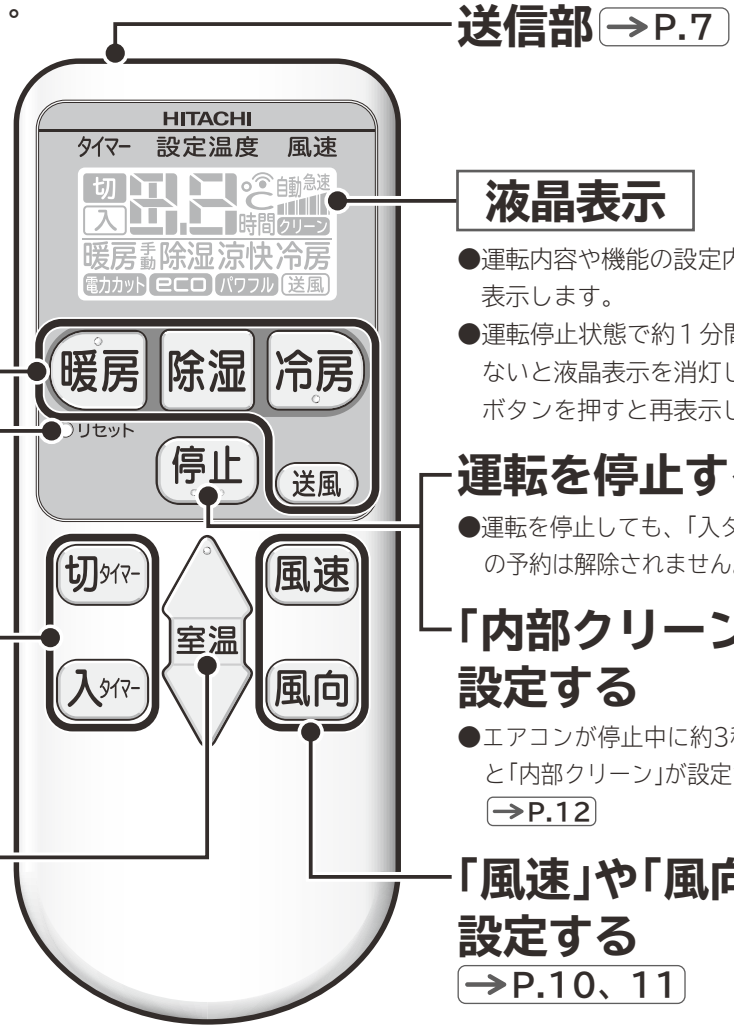 。
送信部 →P.7
HITACHI
タイマー 設定温度 風速
切 8.8 ℃ 自動 急速
入 時間 クリーン
暖房 手動 除湿 涼快 冷房
電力カット eco パワフル 送風
暖房 除湿 冷房
リセット
停止
送風
切タイマー
風速
室温
入タイマー
風向
液晶表示
●運転内容や機能の設定内
表示します。
●運転停止状態で約1分間
ないと液晶表示を消灯し
ボタンを押すと再表示し
運転を停止す
●運転を停止しても、「入タ
の予約は解除されません
「内部クリーン
設定する
●エアコンが停止中に約3
と「内部クリーン」が設定
→P.12
「風速」や「風向
設定する
→P.10、11